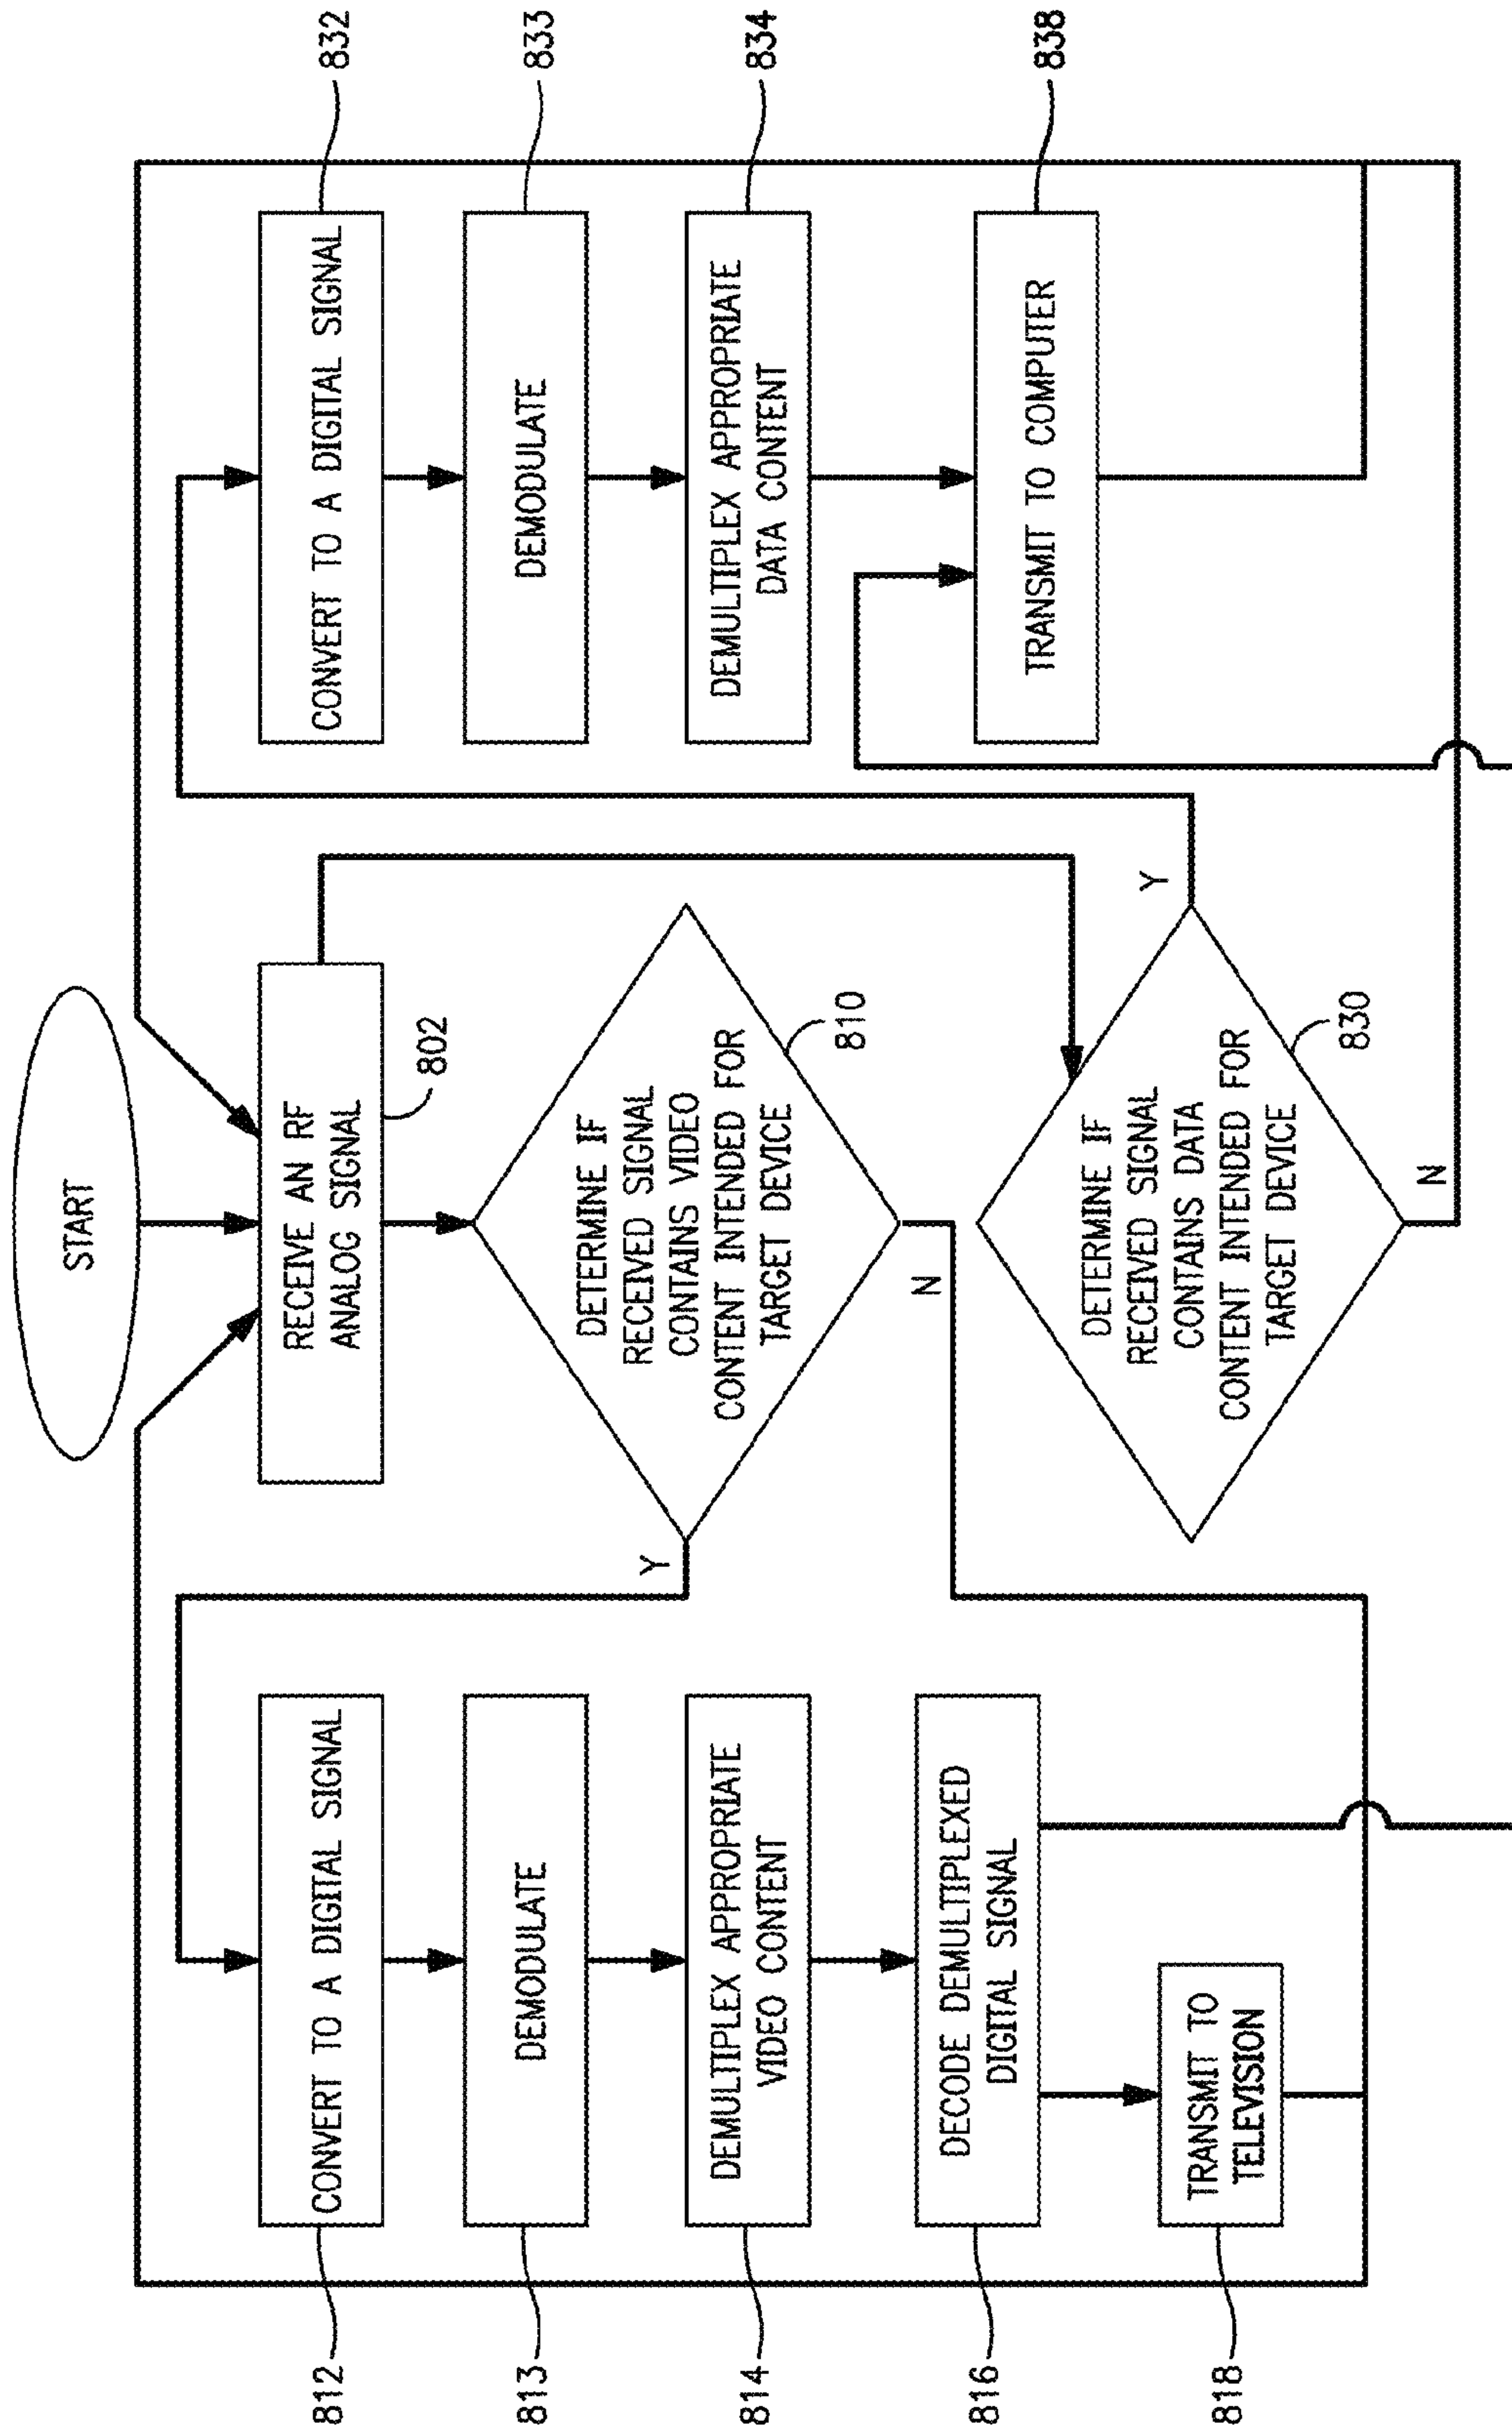 START
RECEIVE AN RF
ANALOG SIGNAL
802
DETERMINE IF
RECEIVED SIGNAL
CONTAINS VIDEO
CONTENT INTENDED FOR
TARGET DEVICE
810
Y
N
812
CONVERT TO A DIGITAL SIGNAL
813
DEMODULATE
814
DEMULTIPLEX APPROPRIATE
VIDEO CONTENT
816
DECODE DEMULTIPLEXED
DIGITAL SIGNAL
818
TRANSMIT TO
TELEVISION
DETERMINE IF
RECEIVED SIGNAL
CONTAINS DATA
CONTENT INTENDED FOR
TARGET DEVICE
830
Y
N
CONVERT TO A DIGITAL SIGNAL
832
DEMODULATE
833
DEMULTIPLEX APPROPRIATE
DATA CONTENT
834
TRANSMIT TO COMPUTER
838